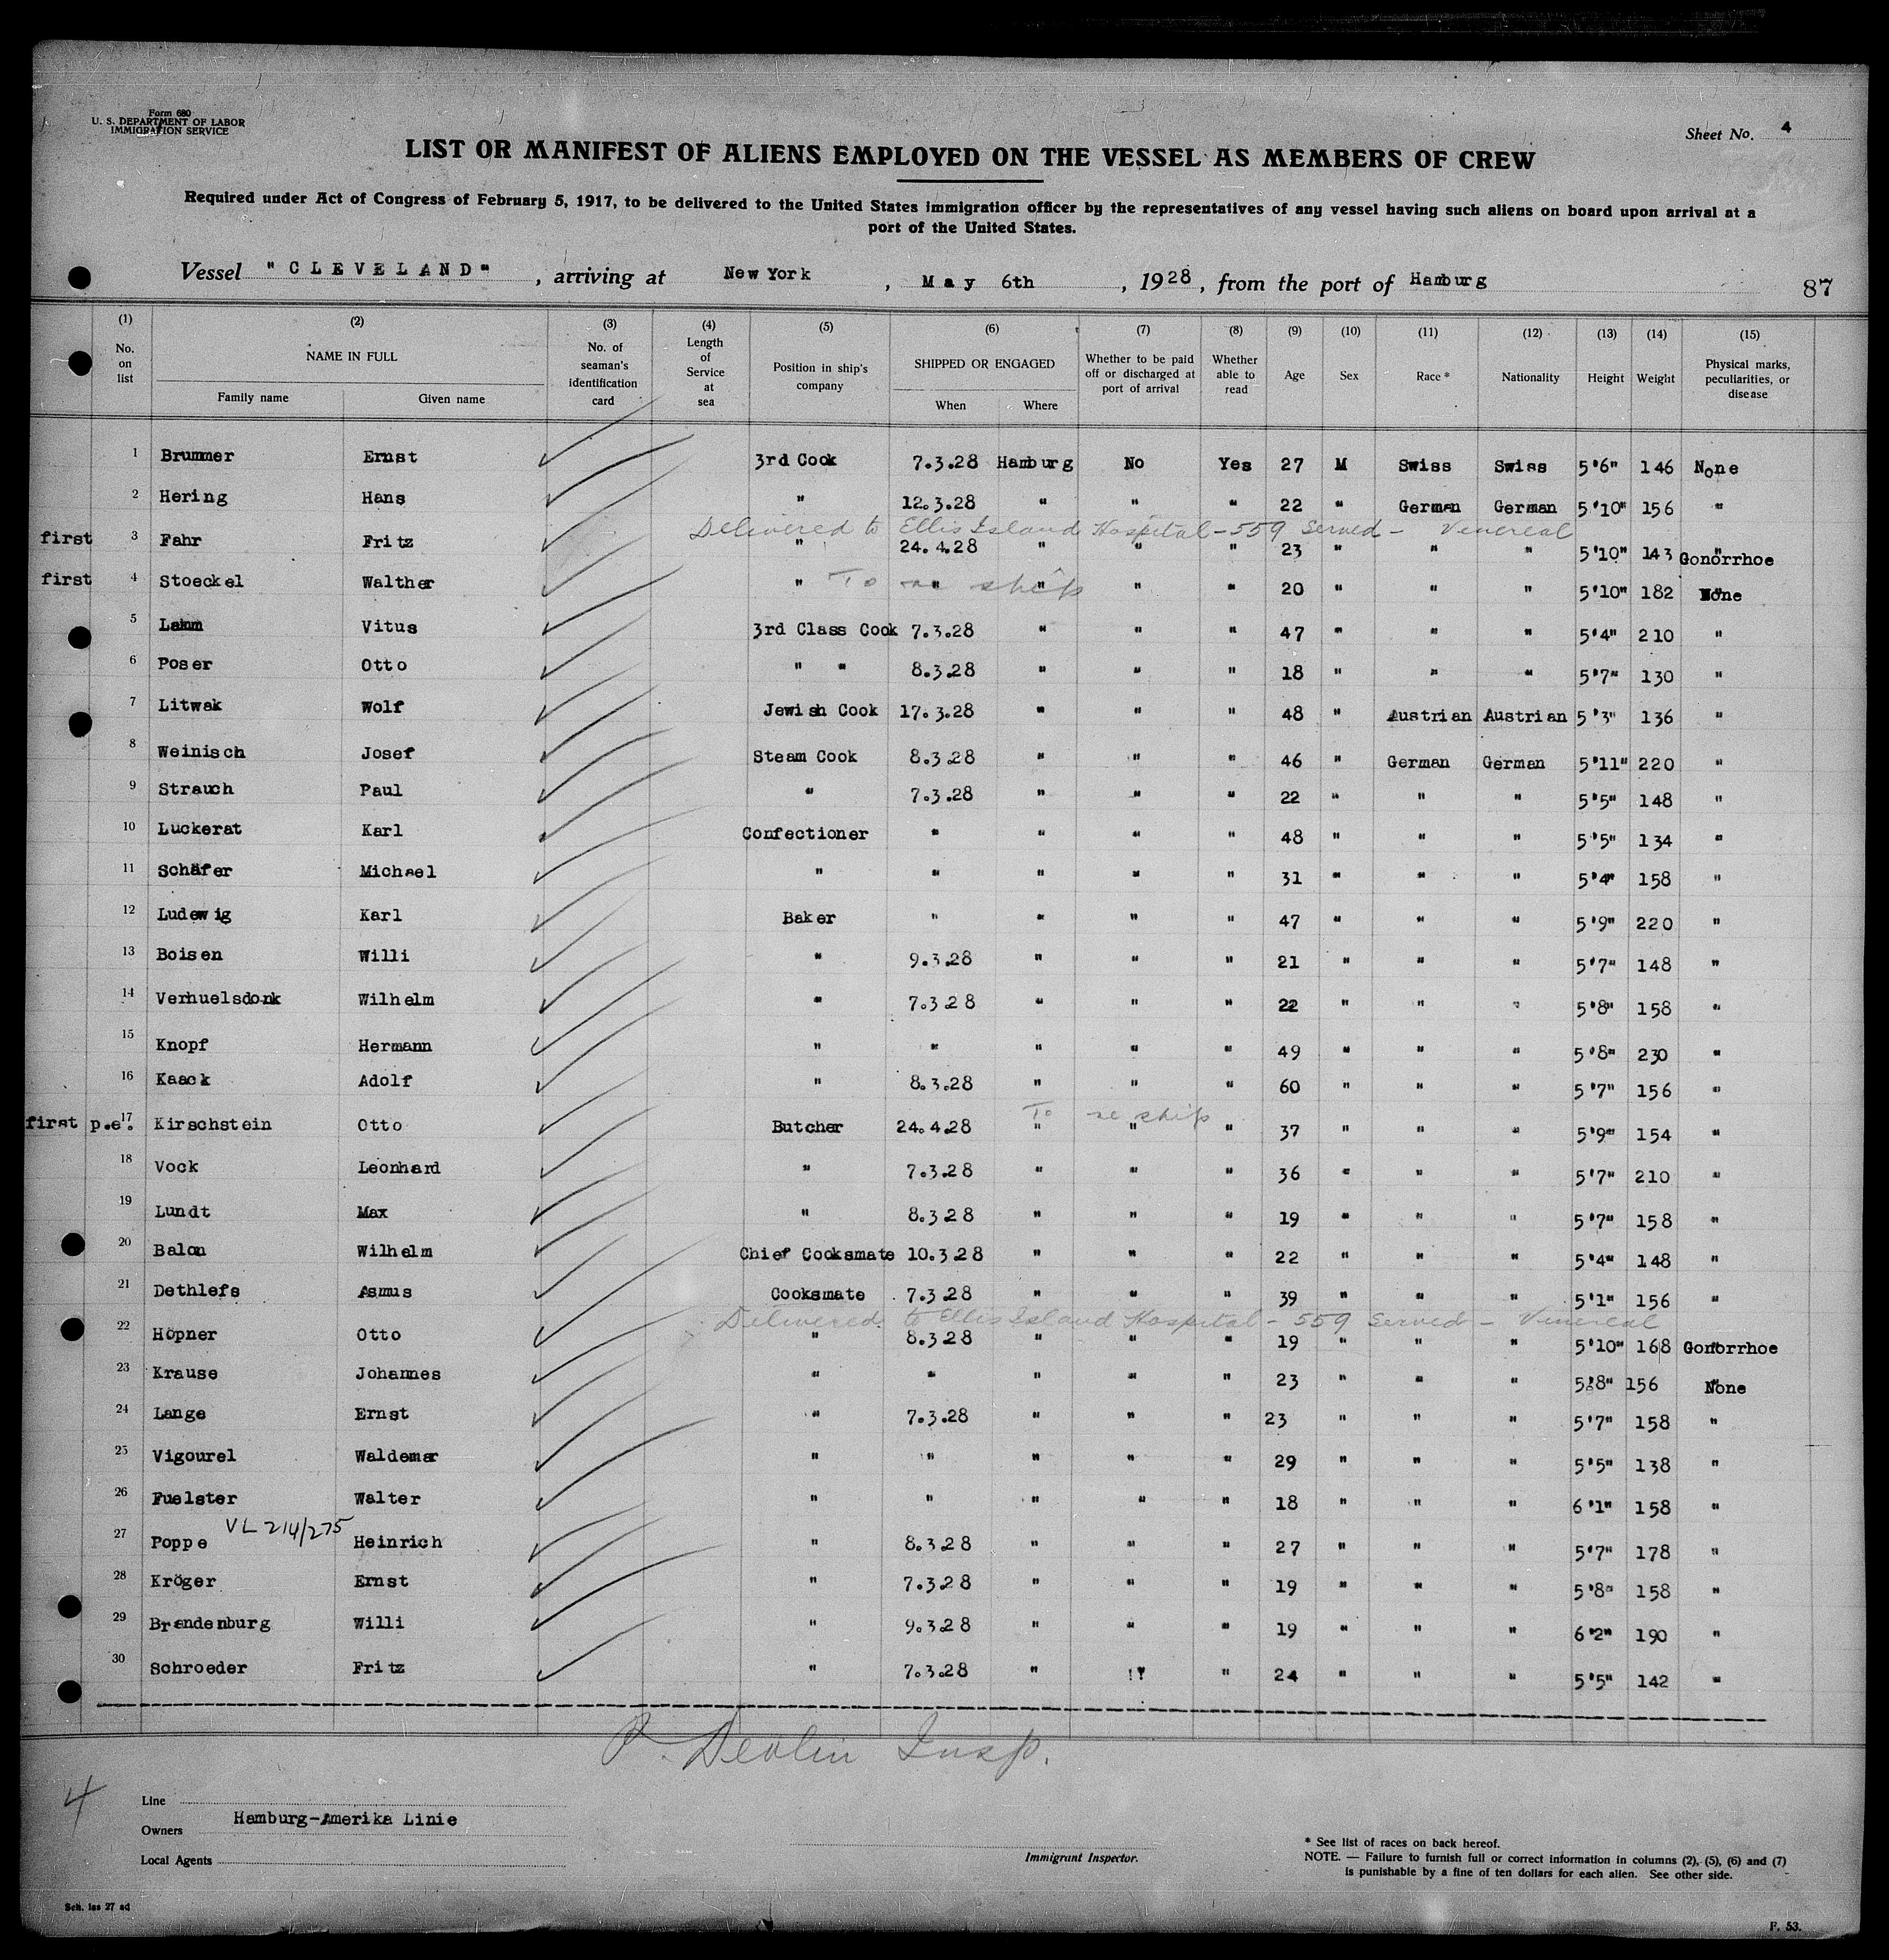 Form 680
U. S. DEPARTMENT OF LABOR
IMMIGRATION SERVICE
Sheet No. 4
LIST OR MANIFEST OF ALIENS EMPLOYED ON THE VESSEL AS MEMBERS OF CREW
Required under Act of Congress of February 5, 1917, to be delivered to the United States immigration officer by the representatives of any vessel having such aliens on board upon arrival at a
port of the United States.
Vessel "CLEVELAND", arriving at New York, May 6th, 1928, from the port of Hamburg
87
(1) No. on list (2) NAME IN FULL Family name Given name (3) No. of seaman's identification card (4) Length of Service at sea (5) Position in ship's company (6) SHIPPED OR ENGAGED When Where (7) Whether to be paid off or discharged at port of arrival (8) Whether able to read (9) Age (10) Sex (11) Race * (12) Nationality (13) Height (14) Weight (15) Physical marks, peculiarities, or disease
1 Brummer Ernst 3rd Cook 7.3.28 Hamburg No Yes 27 M Swiss Swiss 5'6" 146 None
2 Hering Hans " 12.3.28 " " " 22 " German German 5'10" 156 "
Delivered to Ellis Island Hospital - 559 Served - Venereal
first 3 Fahr Fritz " 24.4.28 " " " 23 " " " 5'10" 143 Gonorrhoe
first 4 Stoeckel Walther " " " " " 20 " " " 5'10" 182 None
To re ship
5 Lamm Vitus 3rd Class Cook 7.3.28 " " " 47 " " " 5'4" 210 "
6 Poser Otto " " 8.3.28 " " " 18 " " " 5'7" 130 "
7 Litwak Wolf Jewish Cook 17.3.28 " " " 48 " Austrian Austrian 5'3" 136 "
8 Weinisch Josef Steam Cook 8.3.28 " " " 46 " German German 5'11" 220 "
9 Strauch Paul " 7.3.28 " " " 22 " " " 5'5" 148 "
10 Luckerat Karl Confectioner " " " " 48 " " " 5'5" 134 "
11 Schäfer Michael " " " " " 31 " " " 5'4" 158 "
12 Ludewig Karl Baker " " " " 47 " " " 5'9" 220 "
13 Boisen Willi " 9.3.28 " " " 21 " " " 5'7" 148 "
14 Verhuelsdonk Wilhelm " 7.3.28 " " " 22 " " " 5'8" 158 "
15 Knopf Hermann " " " " " 49 " " " 5'8" 230 "
16 Kaack Adolf " 8.3.28 " " " 60 " " " 5'7" 156 "
To re ship
first p.e. 17 Kirschstein Otto Butcher 24.4.28 " " " 37 " " " 5'9" 154 "
18 Vock Leonhard " 7.3.28 " " " 36 " " " 5'7" 210 "
19 Lundt Max " 8.3.28 " " " 19 " " " 5'7" 158 "
20 Balon Wilhelm Chief Cooksmate 10.3.28 " " " 22 " " " 5'4" 148 "
21 Dethlefs Asmus Cooksmate 7.3.28 " " " 39 " " " 5'1" 156 "
Delivered to Ellis Island Hospital - 559 Served - Venereal
22 Höpner Otto " 8.3.28 " " " 19 " " " 5'10" 168 Gonorrhoe
23 Krause Johannes " " " " " 23 " " " 5'8" 156 None
24 Lange Ernst " 7.3.28 " " " 23 " " " 5'7" 158 "
25 Vigourel Waldemar " " " " " 29 " " " 5'5" 138 "
26 Fuelster Walter " " " " " 18 " " " 6'1" 158 "
VL 214/275
27 Poppe Heinrich " 8.3.28 " " " 27 " " " 5'7" 178 "
28 Kröger Ernst " 7.3.28 " " " 19 " " " 5'8" 158 "
29 Brandenburg Willi " 9.3.28 " " " 19 " " " 6'2" 190 "
30 Schroeder Fritz " 7.3.28 " " " 24 " " " 5'5" 142 "
P. Devlin Insp.
4
Line
Owners Hamburg-Amerika Linie
Local Agents
Immigrant Inspector.
* See list of races on back hereof.
NOTE. — Failure to furnish full or correct information in columns (2), (5), (6) and (7)
is punishable by a fine of ten dollars for each alien. See other side.
Sch. las 27 ad
F. 53.